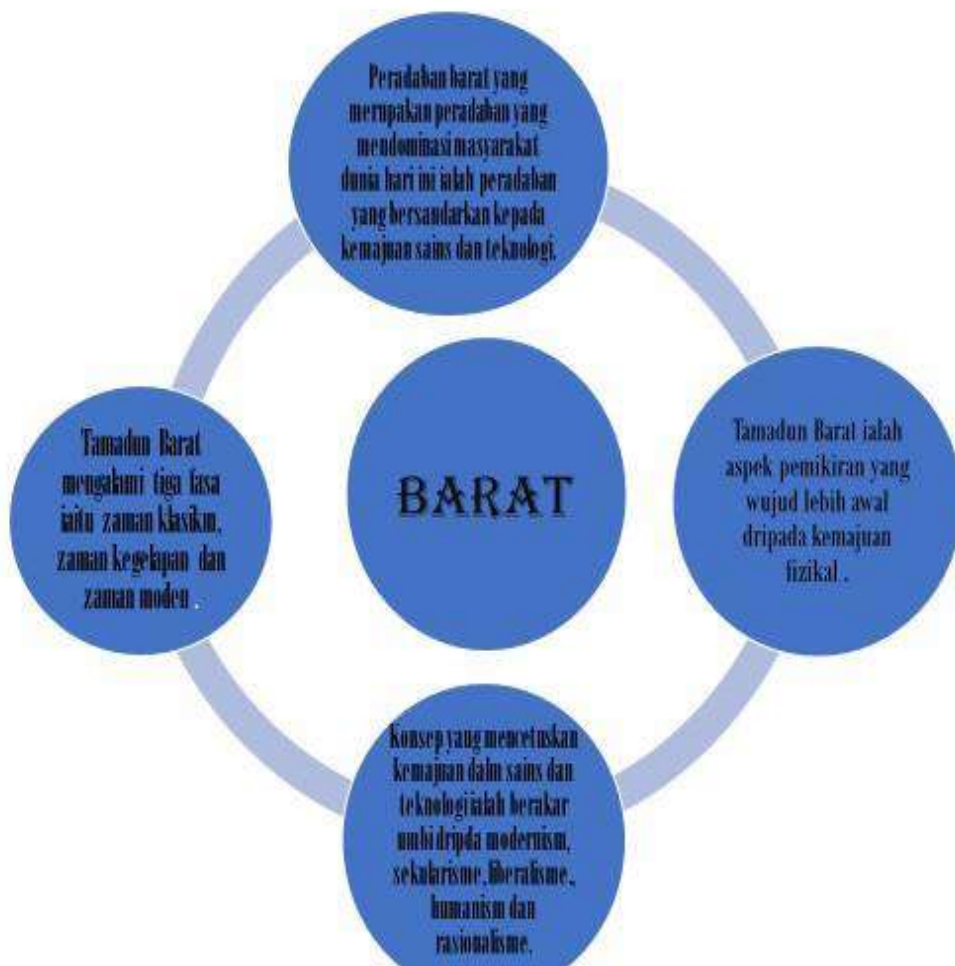 Peradaban barat yang
merupakan peradaban yang
mendominasi masyarakat
dunia hari ini ialah peradaban
yang bersandarkan kepada
kemajuan sains dan teknologi.
BARAT
Tamadun Barat ialah
aspek pemikiran yang
wujud lebih awal
dripada kemajuan
fizikal .
Konsep yang mencetuskan
kemajuan dalm sains dan
teknologi ialah berakar
umbi dripda modernism,
sekularisme, liberalisme,,
humanism dan
rasionalisme.
Tamadun Barat
mengalami tiga fasa
iaitu zaman klasikm,
zaman kegelapan dan
zaman moden .